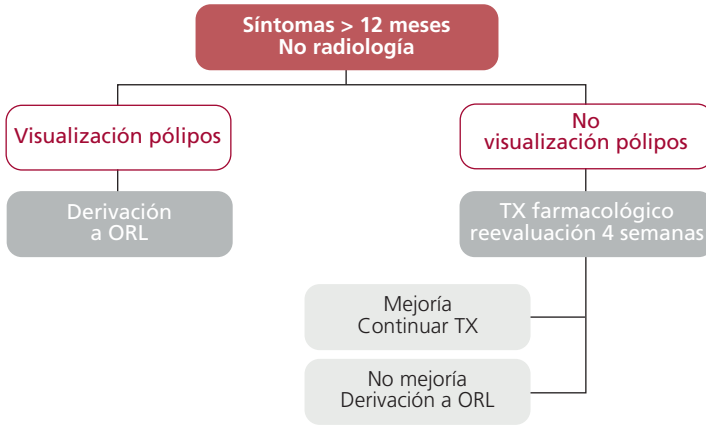 Síntomas > 12 meses
No radiología
Visualización pólipos
No
visualización pólipos
Derivación
a ORL
TX farmacológico
reevaluación 4 semanas
Mejoría
Continuar TX
No mejoría
Derivación a ORL